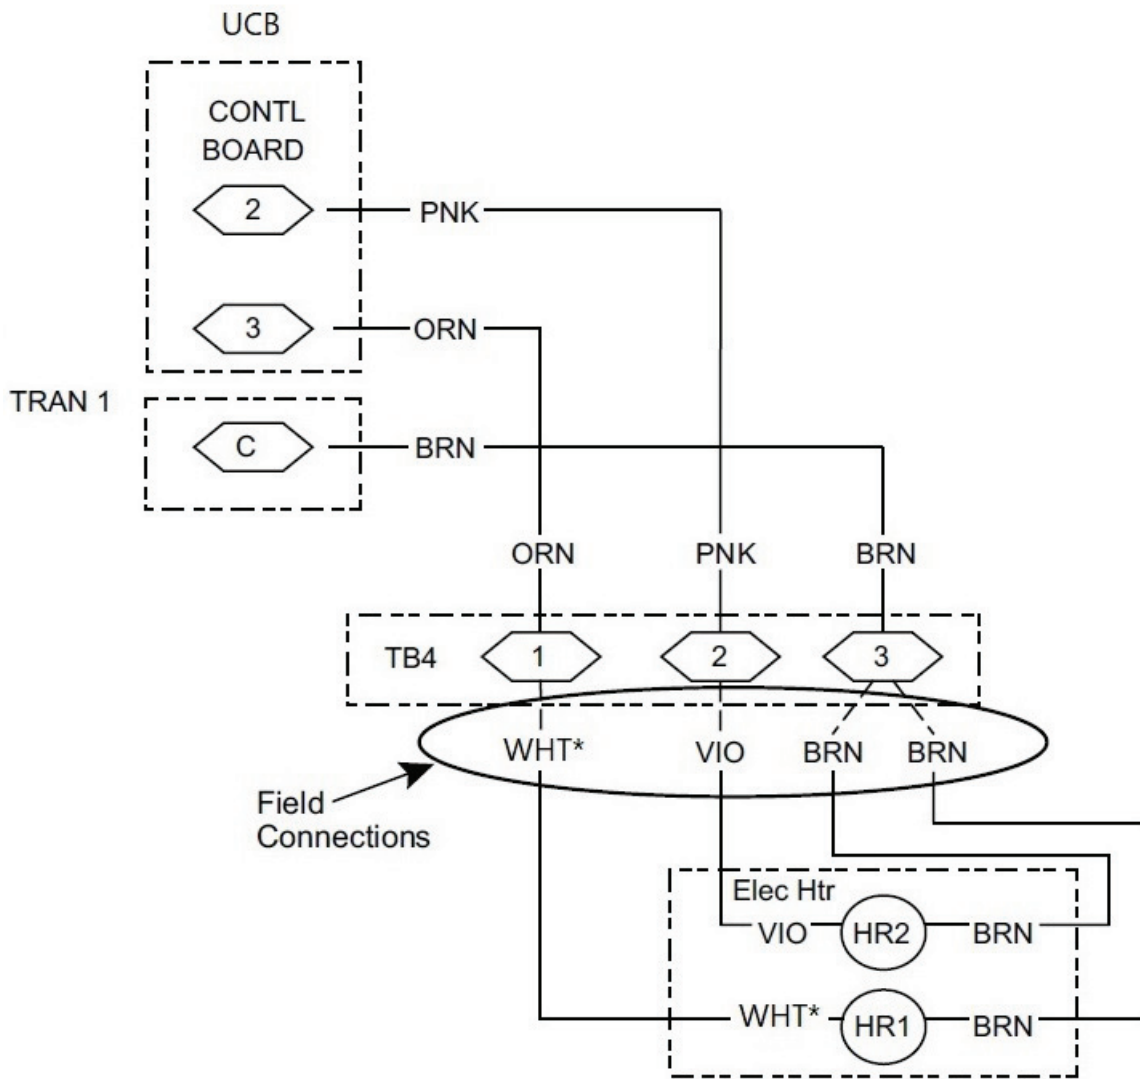 UCB
CONTL
BOARD
2 PNK
3 ORN
TRAN 1
C BRN
ORN PNK BRN
TB4 1 2 3
WHT* VIO BRN BRN
Field
Connections
Elec Htr
VIO HR2 BRN
WHT* HR1 BRN